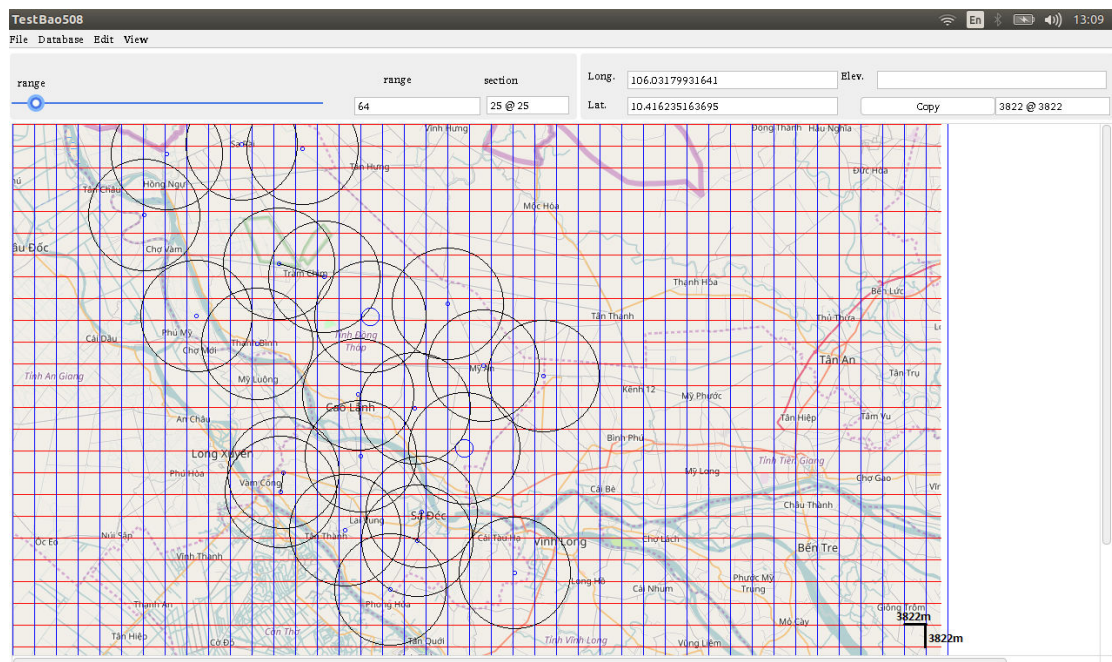 TestBao508
En
13:09
File Database Edit View
range
range
section
64
25 @ 25
Long.
106.03179931641
Elev.
Lat.
10.416235163695
Copy
3822 @ 3822
Vĩnh Hưng
Đông Thành
Hậu Nghĩa
Sa Rài
Tân Hưng
Đức Hòa
Tân Châu
Hồng Ngự
Mộc Hóa
Chợ Vàm
Tràm Chim
Thạnh Hóa
Bến Lức
Tân Thạnh
Thủ Thừa
Phú Mỹ
Cái Dầu
Chợ Mới
Thanh Bình
Tỉnh Đồng
Tháp
Tân An
Mỹ An
Tân Trụ
Tỉnh An Giang
Mỹ Luông
Kênh 12
Mỹ Phước
Cao Lãnh
An Châu
Tân Hiệp
Tầm Vu
Bình Phú
Long Xuyên
Tỉnh Tiền Giang
Phú Hòa
Mỹ Long
Vàm Cống
Chợ Gạo
Cái Bè
Châu Thành
Lai Vung
Sa Đéc
Núi Sập
Tân Thành
Óc Eo
Cái Tàu Hạ
Vĩnh Long
Chợ Lách
Bến Tre
Vĩnh Thạnh
Long Hồ
Cái Nhum
Phước Mỹ
Trung
Thạnh An
Phong Hòa
Giồng Trôm
3822m
Mỏ Cày
Cần Thơ
Tân Hiệp
Cờ Đỏ
Tân Quới
Tỉnh Vĩnh Long
Vũng Liêm
3822m